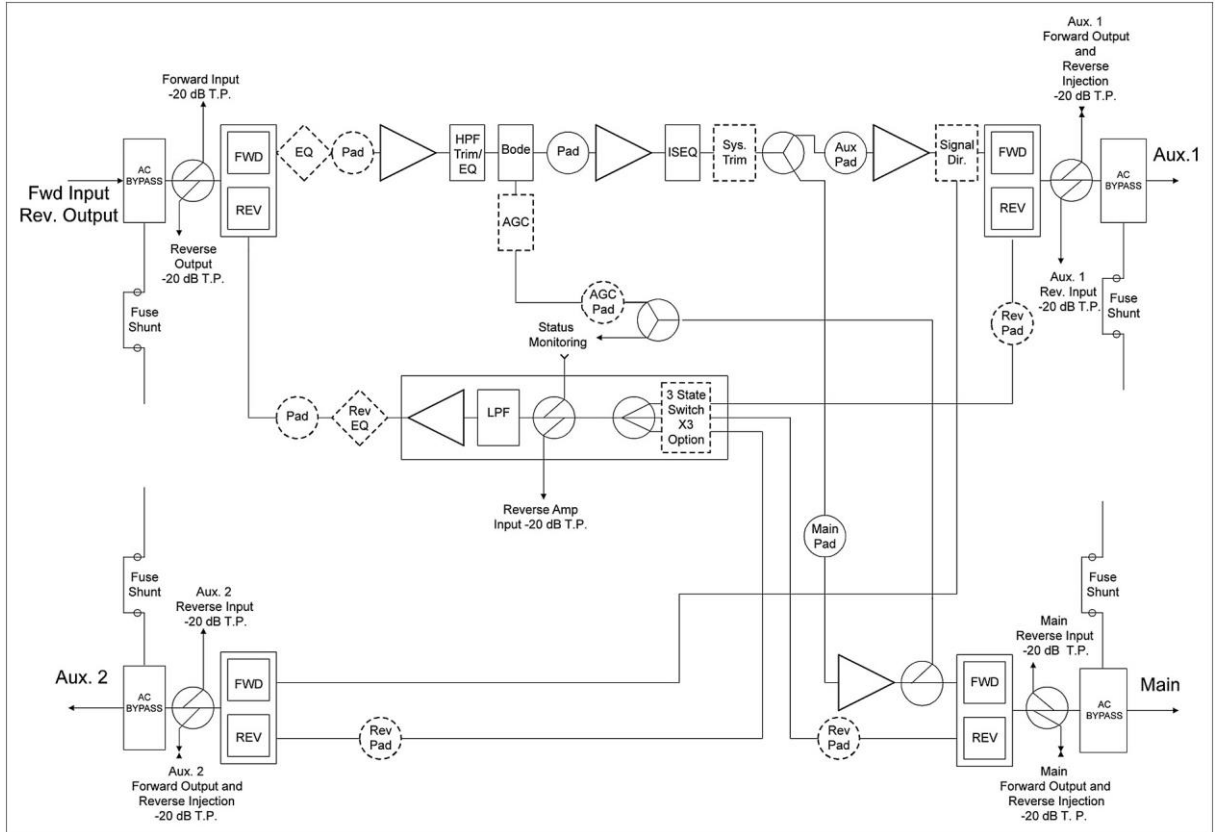 Forward Input
-20 dB T.P.
Aux. 1
Forward Output
and
Reverse
Injection
-20 dB T.P.
AC
BYPASS
Fwd Input
Rev. Output
FWD
REV
EQ
Pad
HPF
Trim/
EQ
Bode
Pad
ISEQ
Sys.
Trim
Aux
Pad
Signal
Dir.
FWD
REV
AC
BYPASS
Aux.1
Reverse
Output
-20 dB T.P.
AGC
Aux. 1
Rev. Input
-20 dB T.P.
Fuse
Shunt
AGC
Pad
Rev
Pad
Fuse
Shunt
Status
Monitoring
Pad
Rev
EQ
LPF
3 State
Switch
X3
Option
Reverse Amp
Input -20 dB T.P.
Main
Pad
Fuse
Shunt
Fuse
Shunt
Aux. 2
Reverse Input
-20 dB T.P.
Main
Reverse Input
-20 dB T.P.
Aux. 2
AC
BYPASS
FWD
REV
Rev
Pad
Rev
Pad
FWD
REV
AC
BYPASS
Main
Aux. 2
Forward Output and
Reverse Injection
-20 dB T.P.
Main
Forward Output and
Reverse Injection
-20 dB T. P.